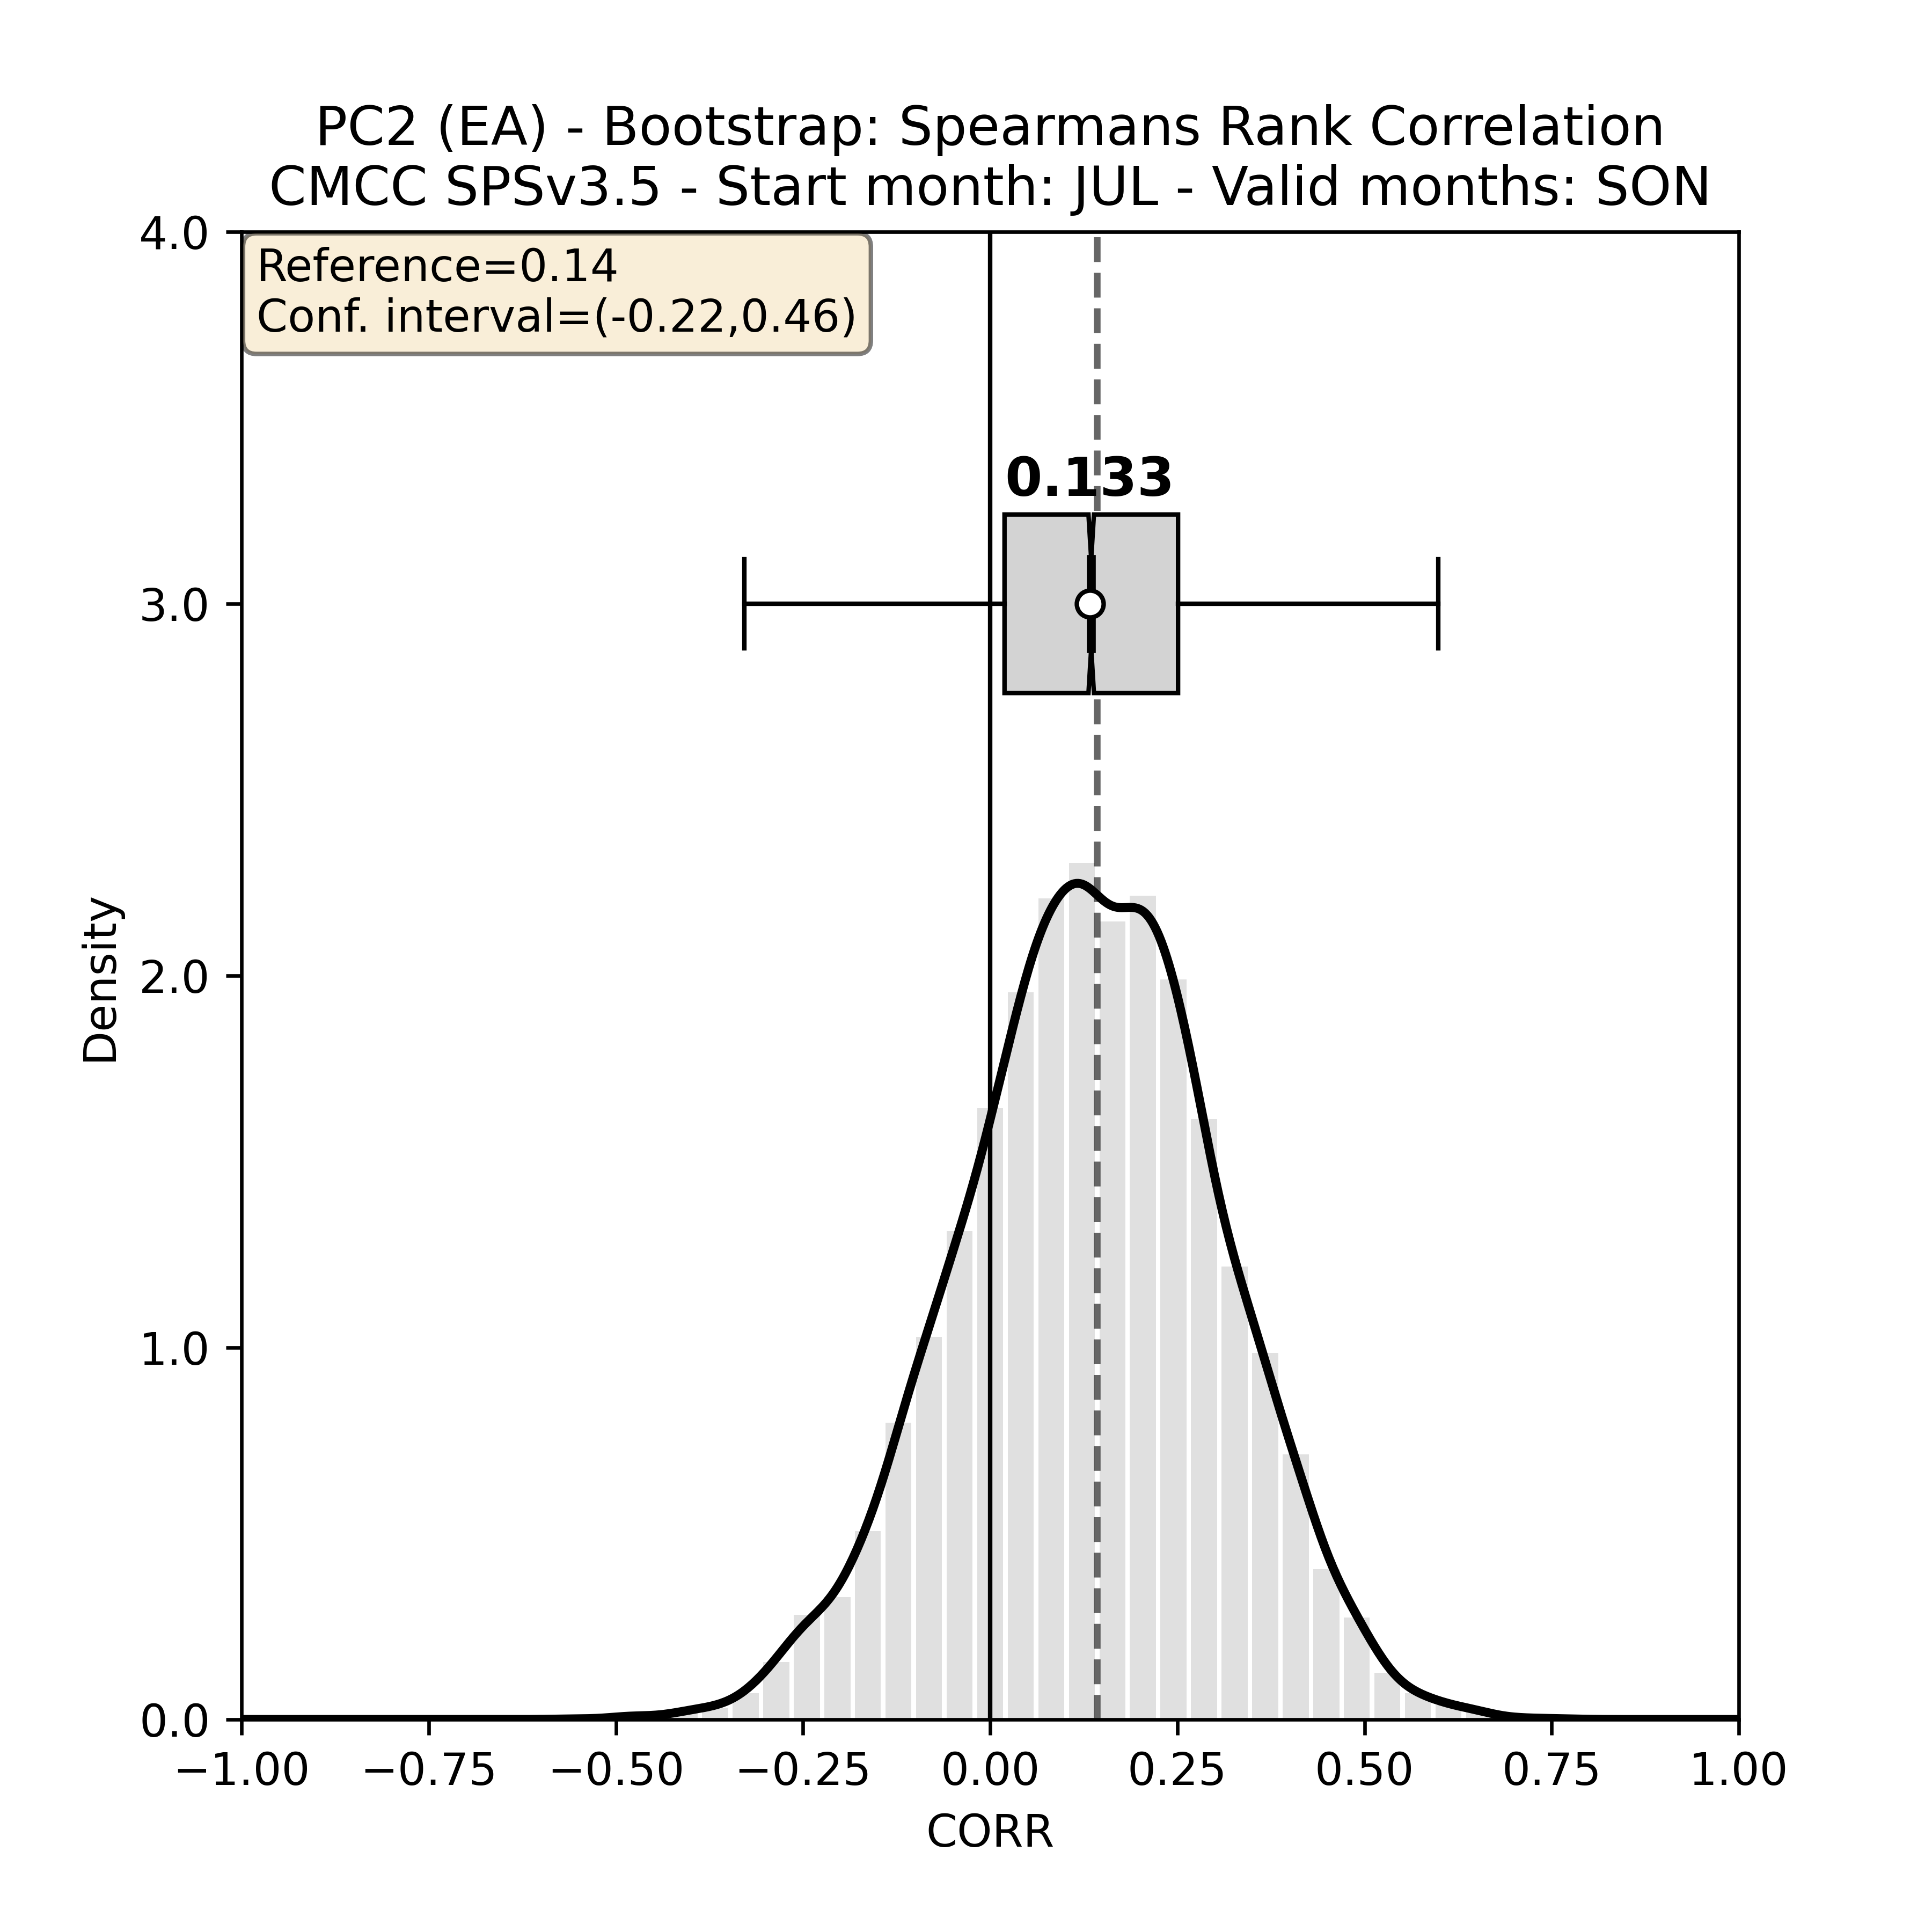 PC2 (EA) - Bootstrap: Spearmans Rank Correlation
CMCC SPSv3.5 - Start month: JUL - Valid months: SON
Reference=0.14
Conf. interval=(-0.22,0.46)
0.133
4.0
3.0
2.0
1.0
0.0
Density
−1.00 −0.75 −0.50 −0.25 0.00 0.25 0.50 0.75 1.00
CORR